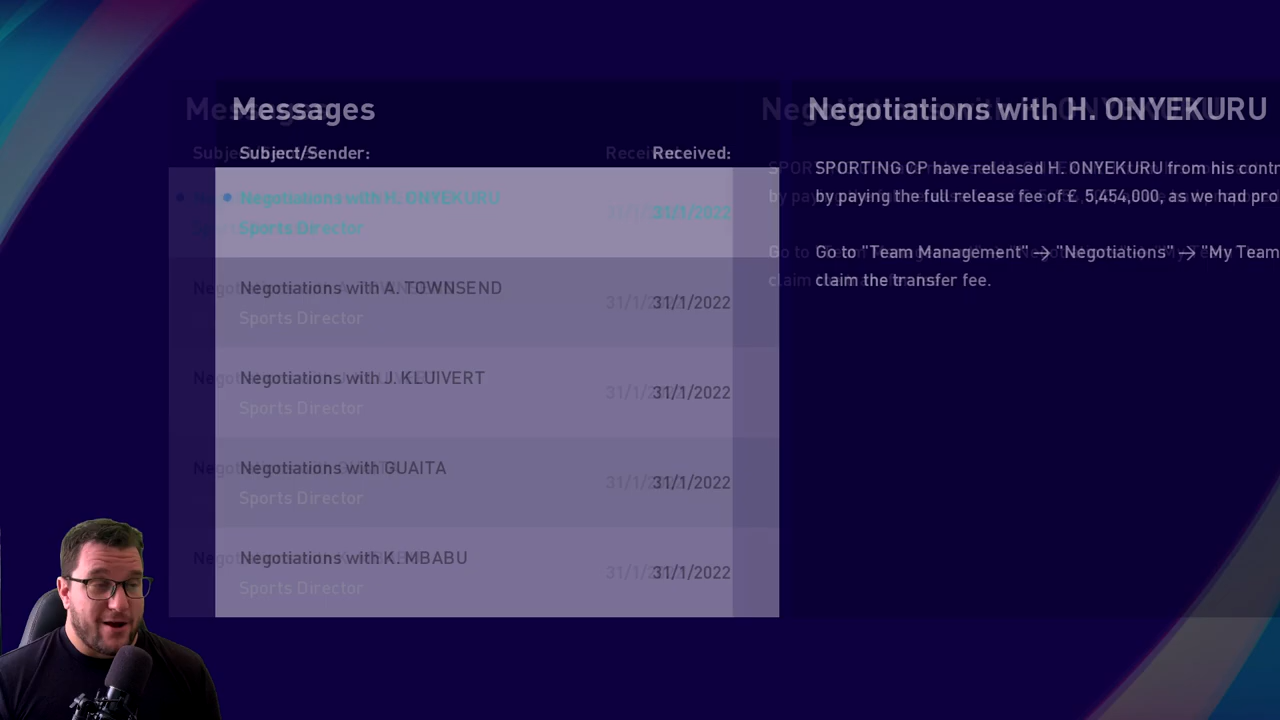 Messages
Subject/Sender: Received:
Negotiations with H. ONYEKURU
Sports Director
31/1/2022
Negotiations with A. TOWNSEND
Sports Director
31/1/2022
Negotiations with J. KLUIVERT
Sports Director
31/1/2022
Negotiations with GUAITA
Sports Director
31/1/2022
Negotiations with K. MBABU
Sports Director
31/1/2022
Negotiations with H. ONYEKURU
SPORTING CP have released H. ONYEKURU from his contr
by paying the full release fee of £ 5,454,000, as we had pro
Go to "Team Management" → "Negotiations" → "My Team
claim the transfer fee.